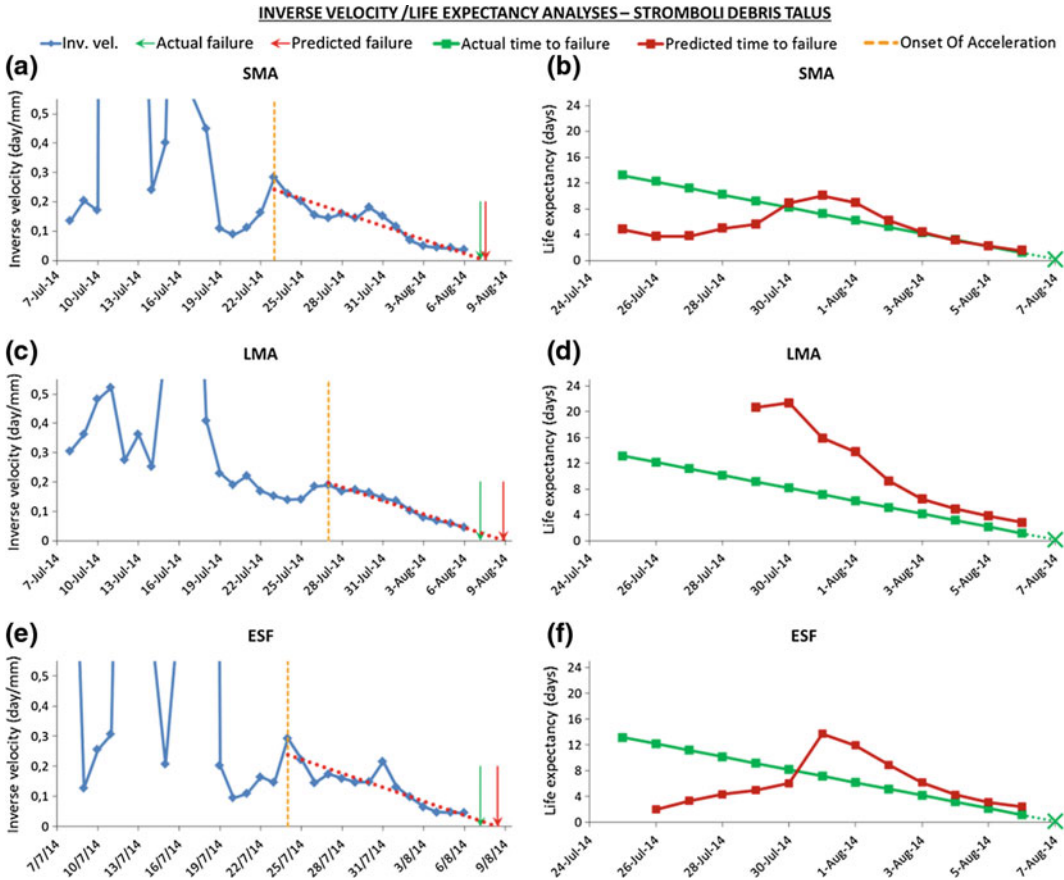 INVERSE VELOCITY /LIFE EXPECTANCY ANALYSES – STROMBOLI DEBRIS TALUS
Inv. vel. Actual failure Predicted failure Actual time to failure Predicted time to failure Onset Of Acceleration
(a) SMA
Inverse velocity (day/mm)
0,5
0,4
0,3
0,2
0,1
0
7-Jul-14 10-Jul-14 13-Jul-14 16-Jul-14 19-Jul-14 22-Jul-14 25-Jul-14 28-Jul-14 31-Jul-14 3-Aug-14 6-Aug-14 9-Aug-14
(b) SMA
Life expectancy (days)
24
20
16
12
8
4
0
24-Jul-14 26-Jul-14 28-Jul-14 30-Jul-14 1-Aug-14 3-Aug-14 5-Aug-14 7-Aug-14
(c) LMA
Inverse velocity (day/mm)
0,5
0,4
0,3
0,2
0,1
0
7-Jul-14 10-Jul-14 13-Jul-14 16-Jul-14 19-Jul-14 22-Jul-14 25-Jul-14 28-Jul-14 31-Jul-14 3-Aug-14 6-Aug-14 9-Aug-14
(d) LMA
Life expectancy (days)
24
20
16
12
8
4
0
24-Jul-14 26-Jul-14 28-Jul-14 30-Jul-14 1-Aug-14 3-Aug-14 5-Aug-14 7-Aug-14
(e) ESF
Inverse velocity (day/mm)
0,5
0,4
0,3
0,2
0,1
0
7/7/14 10/7/14 13/7/14 16/7/14 19/7/14 22/7/14 25/7/14 28/7/14 31/7/14 3/8/14 6/8/14 9/8/14
(f) ESF
Life expectancy (days)
24
20
16
12
8
4
0
24-Jul-14 26-Jul-14 28-Jul-14 30-Jul-14 1-Aug-14 3-Aug-14 5-Aug-14 7-Aug-14